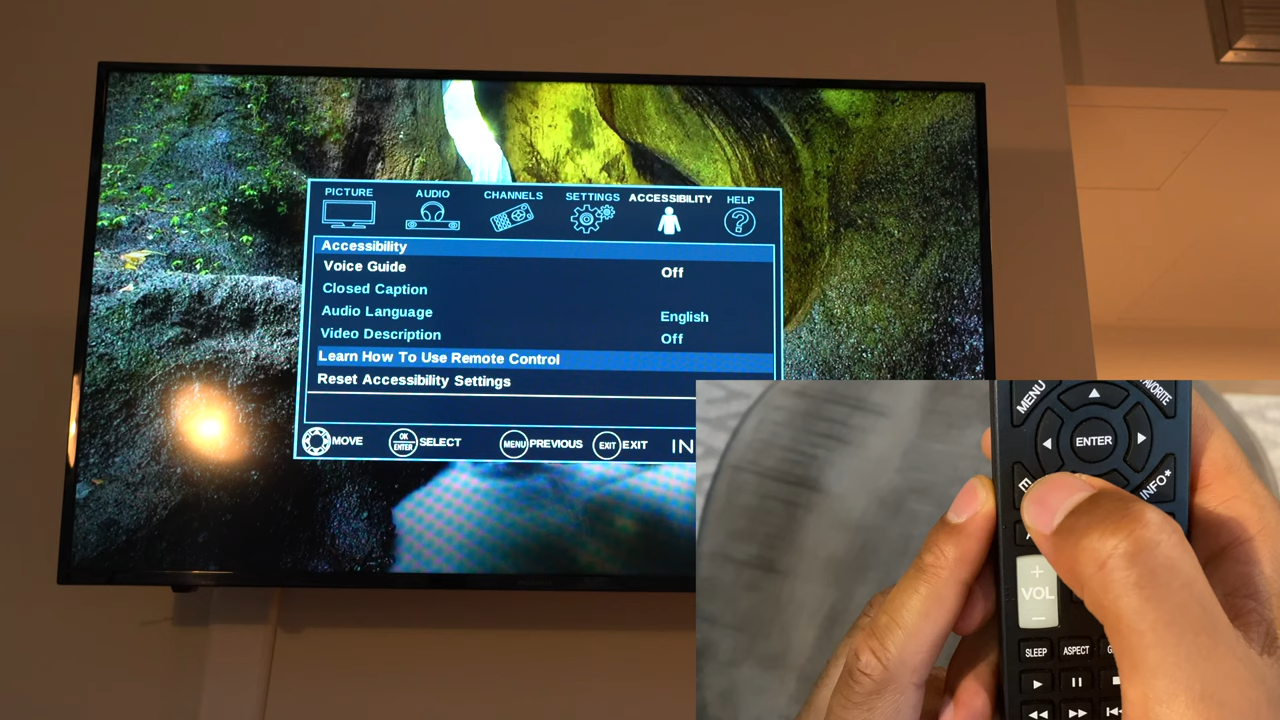 PICTURE AUDIO CHANNELS SETTINGS ACCESSIBILITY HELP
?
Accessibility
Voice Guide Off
Closed Caption
Audio Language English
Video Description Off
Learn How To Use Remote Control
Reset Accessibility Settings
MOVE OK ENTER SELECT MENU PREVIOUS EXIT EXIT IN
MENU FAVORITE
ENTER
E INFO*
+
VOL
−
SLEEP ASPECT G